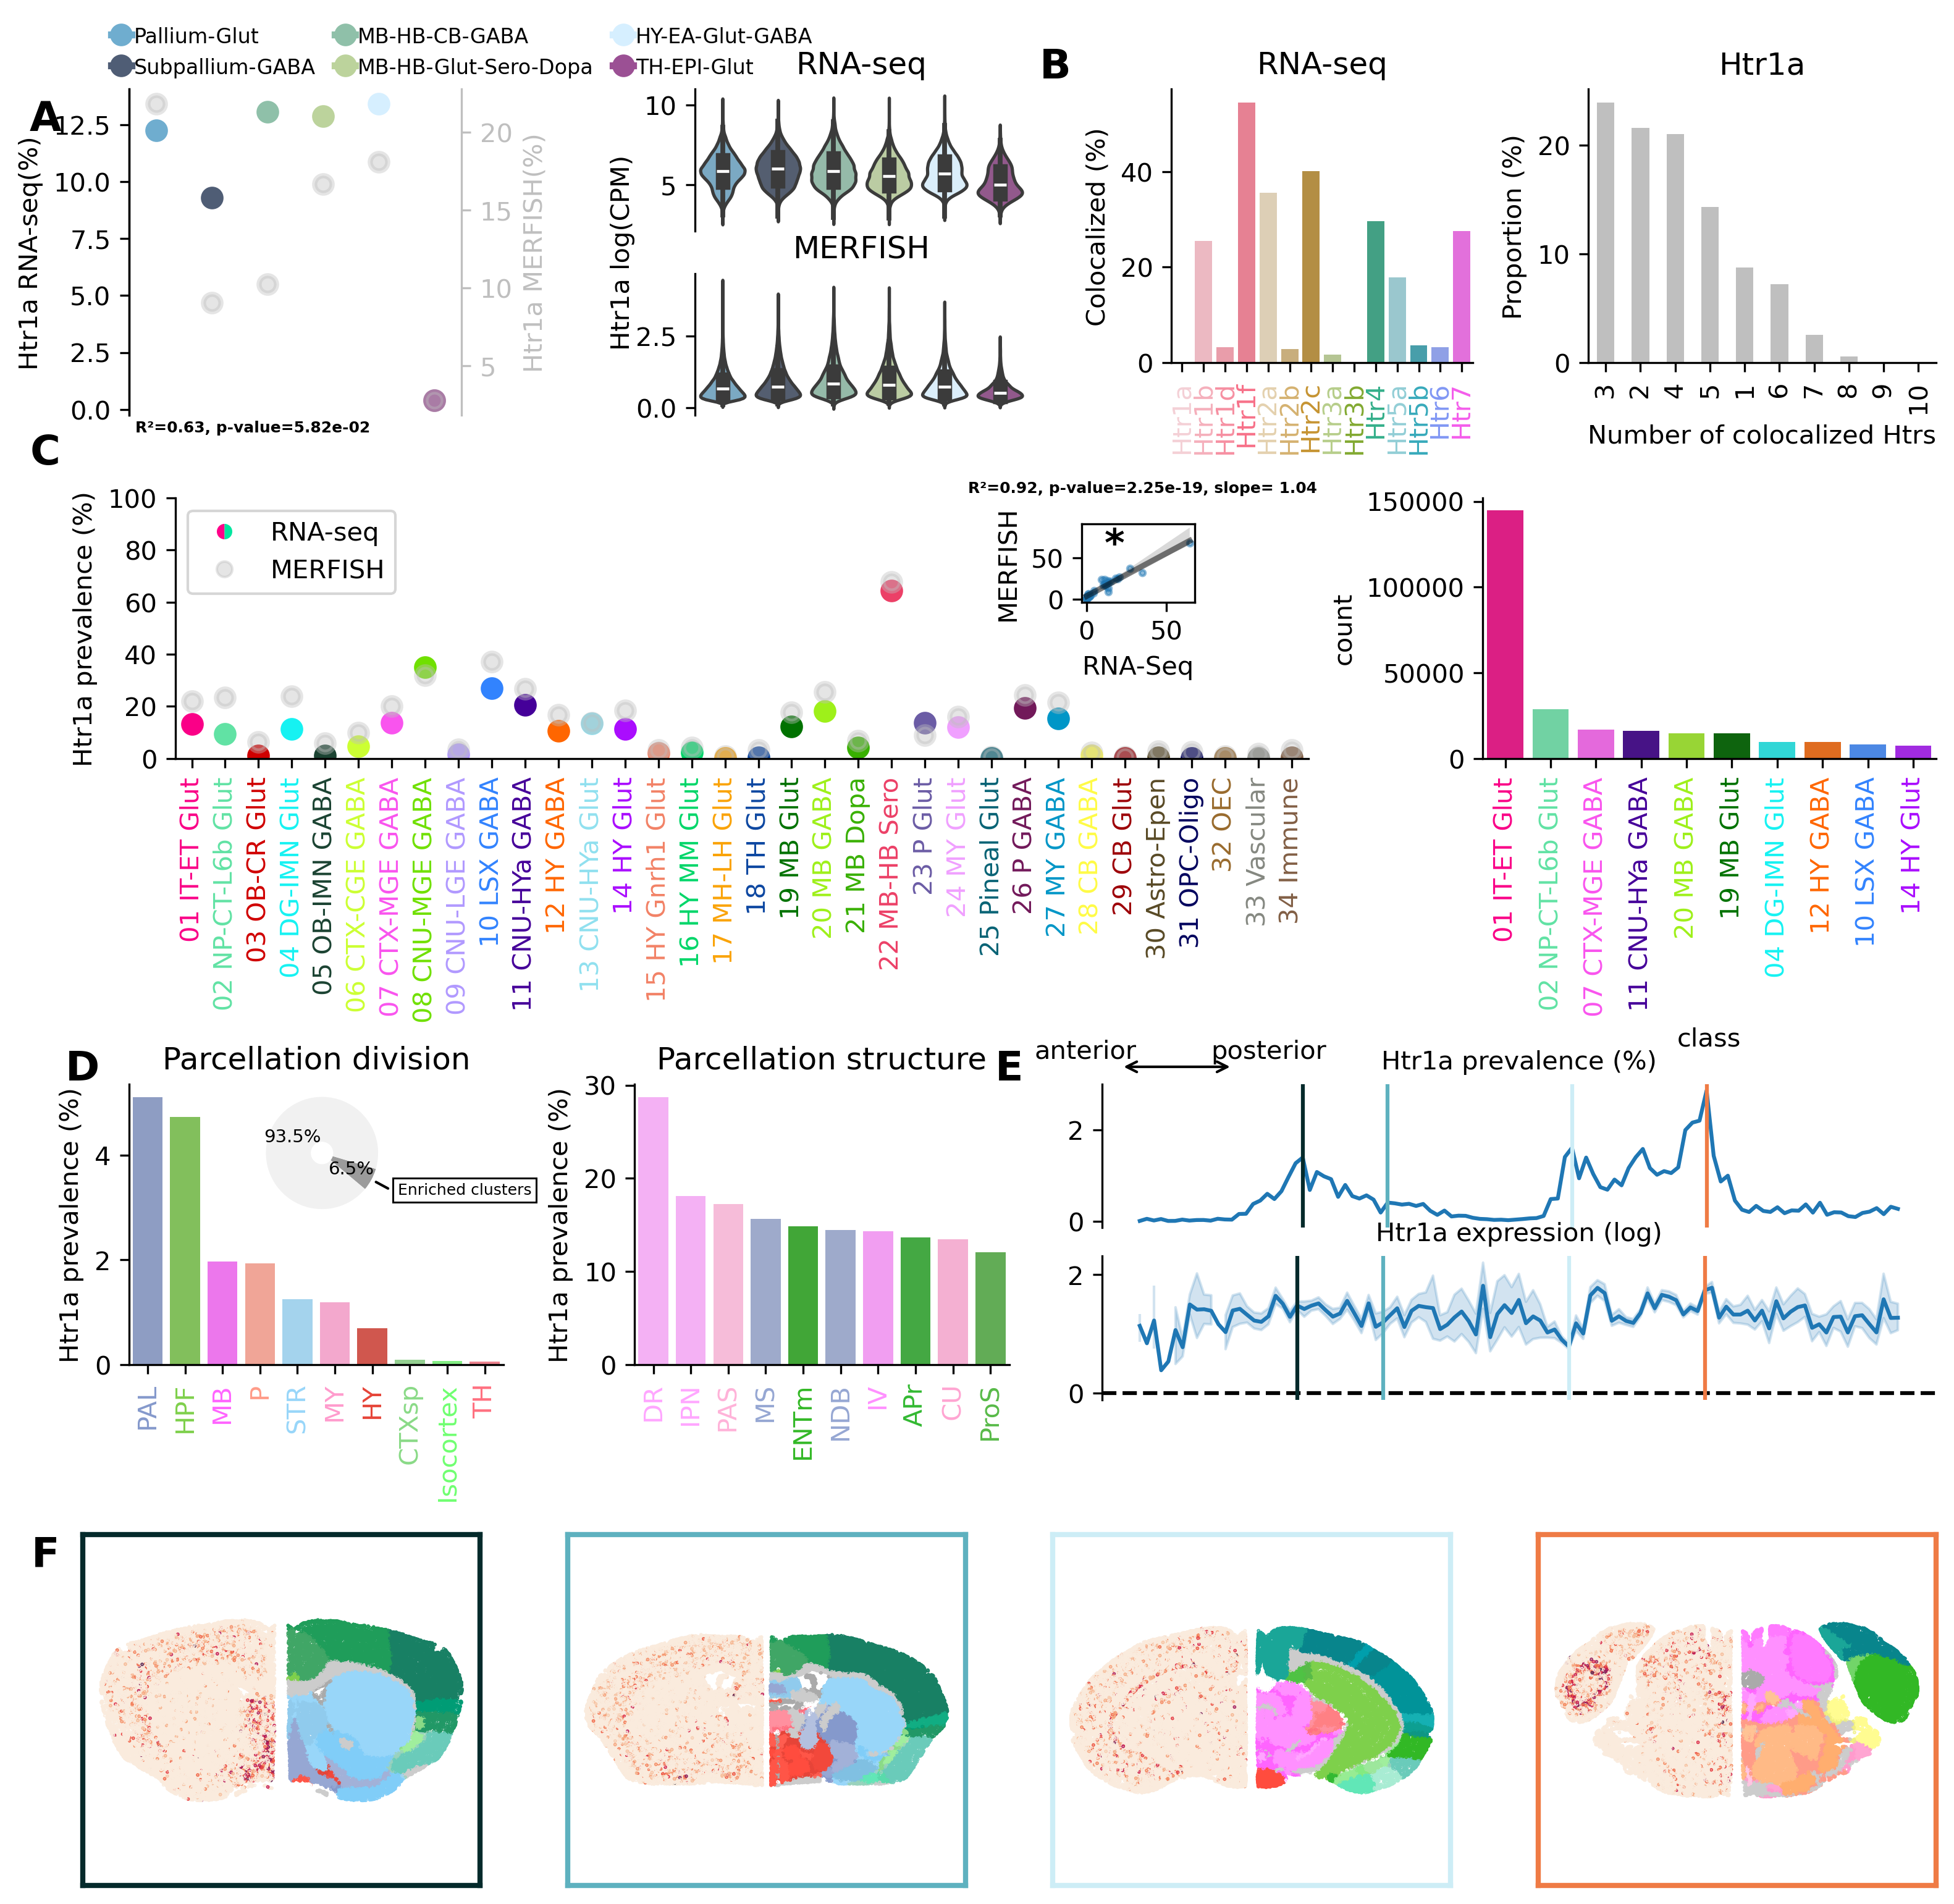 Pallium-Glut
Subpallium-GABA
MB-HB-CB-GABA
MB-HB-Glut-Sero-Dopa
HY-EA-Glut-GABA
TH-EPI-Glut
A
Htr1a RNA-seq(%)
12.5
10.0
7.5
5.0
2.5
0.0
20
15
10
5
Htr1a MERFISH(%)
R²=0.63, p-value=5.82e-02
RNA-seq
10
5
Htr1a log(CPM)
MERFISH
2.5
0.0
B
RNA-seq
Colocalized (%)
40
20
0
Htr1a
Htr1b
Htr1d
Htr1f
Htr2a
Htr2b
Htr2c
Htr3a
Htr3b
Htr4
Htr5a
Htr5b
Htr6
Htr7
Htr1a
Proportion (%)
20
10
0
3 2 4 5 1 6 7 8 9 10
Number of colocalized Htrs
C
Htr1a prevalence (%)
100
80
60
40
20
0
RNA-seq
MERFISH
R²=0.92, p-value=2.25e-19, slope= 1.04
MERFISH
50
0
*
0 50
RNA-Seq
01 IT-ET Glut
02 NP-CT-L6b Glut
03 OB-CR Glut
04 DG-IMN Glut
05 OB-IMN GABA
06 CTX-CGE GABA
07 CTX-MGE GABA
08 CNU-MGE GABA
09 CNU-LGE GABA
10 LSX GABA
11 CNU-HYa GABA
12 HY GABA
13 CNU-HYa Glut
14 HY Glut
15 HY Gnrh1 Glut
16 HY MM Glut
17 MH-LH Glut
18 TH Glut
19 MB Glut
20 MB GABA
21 MB Dopa
22 MB-HB Sero
23 P Glut
24 MY Glut
25 Pineal Glut
26 P GABA
27 MY GABA
28 CB GABA
29 CB Glut
30 Astro-Epen
31 OPC-Oligo
32 OEC
33 Vascular
34 Immune
count
150000
100000
50000
0
01 IT-ET Glut
02 NP-CT-L6b Glut
07 CTX-MGE GABA
11 CNU-HYa GABA
20 MB GABA
19 MB Glut
04 DG-IMN Glut
12 HY GABA
10 LSX GABA
14 HY Glut
class
D
Parcellation division
Htr1a prevalence (%)
4
2
0
93.5%
6.5%
Enriched clusters
PAL
HPF
MB
P
STR
MY
HY
CTXsp
Isocortex
TH
Parcellation structure
Htr1a prevalence (%)
30
20
10
0
DR
IPN
PAS
MS
ENTm
NDB
IV
APr
CU
ProS
E
anterior
posterior
Htr1a prevalence (%)
2
0
Htr1a expression (log)
2
0
F